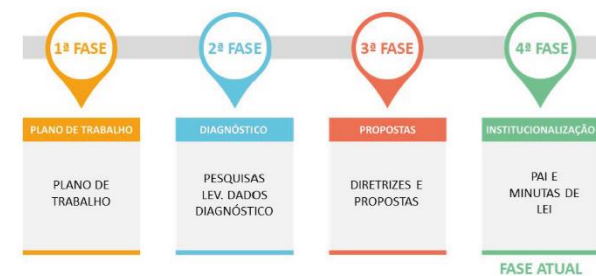 1ª FASE
2ª FASE
3ª FASE
4ª FASE
PLANO DE TRABALHO
DIAGNÓSTICO
PROPOSTAS
INSTITUCIONALIZAÇÃO
PLANO DE
TRABALHO
PESQUISAS
LEV. DADOS
DIAGNÓSTICO
DIRETRIZES E
PROPOSTAS
PAI E
MINUTAS DE
LEI
FASE ATUAL